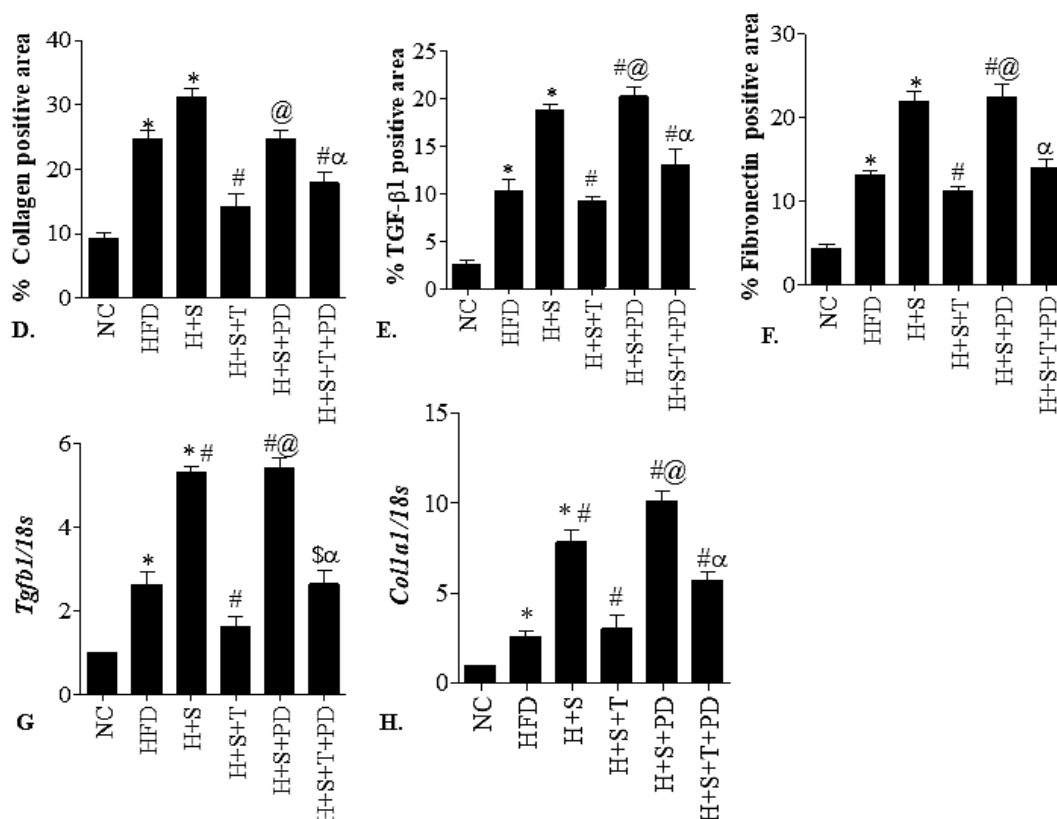 % Collagen positive area
40
30
20
10
0
*
*
#
@
#α
NC
HFD
H+S
H+S+T
H+S+PD
H+S+T+PD
D.
% TGF-β1 positive area
25
20
15
10
5
0
*
*
#
#@
#α
NC
HFD
H+S
H+S+T
H+S+PD
H+S+T+PD
E.
% Fibronectin positive area
30
20
10
0
*
*
#
#@
α
NC
HFD
H+S
H+S+T
H+S+PD
H+S+T+PD
F.
Tgfb1/18s
6
4
2
0
*
* #
#
#@
$α
NC
HFD
H+S
H+S+T
H+S+PD
H+S+T+PD
G
Col1a1/18s
15
10
5
0
*
* #
#
#@
#α
NC
HFD
H+S
H+S+T
H+S+PD
H+S+T+PD
H.